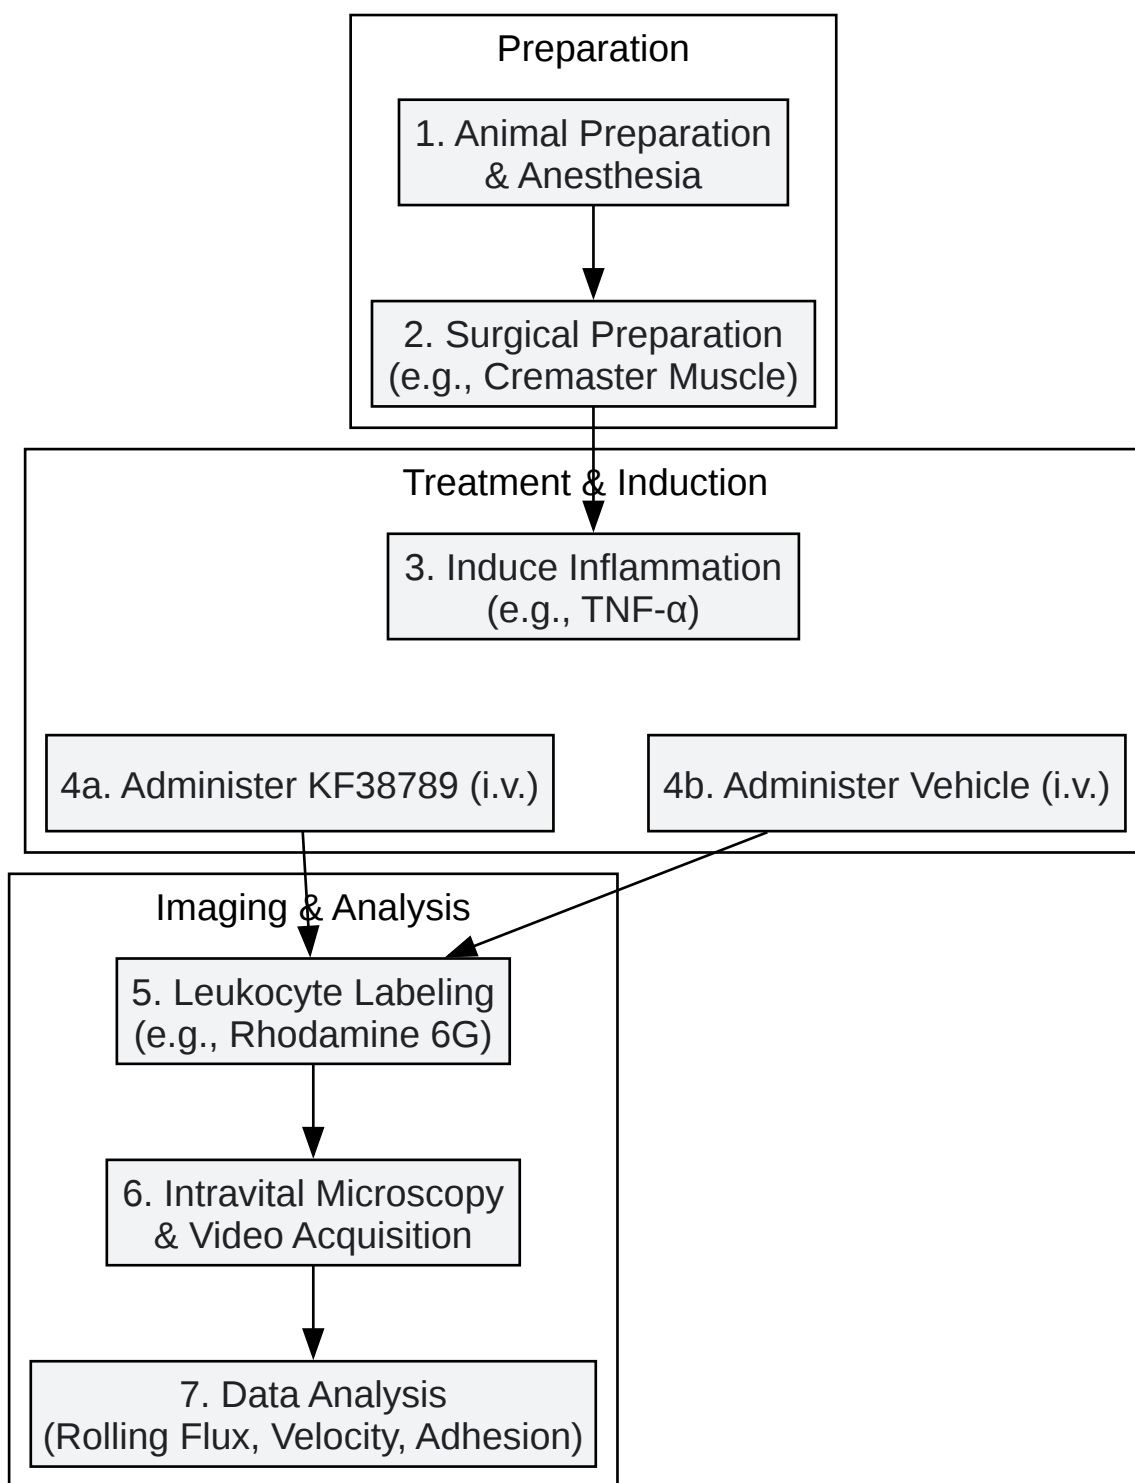 Preparation
1. Animal Preparation
& Anesthesia
2. Surgical Preparation
(e.g., Cremaster Muscle)
Treatment & Induction
3. Induce Inflammation
(e.g., TNF-α)
4a. Administer KF38789 (i.v.)
4b. Administer Vehicle (i.v.)
Imaging & Analysis
5. Leukocyte Labeling
(e.g., Rhodamine 6G)
6. Intravital Microscopy
& Video Acquisition
7. Data Analysis
(Rolling Flux, Velocity, Adhesion)